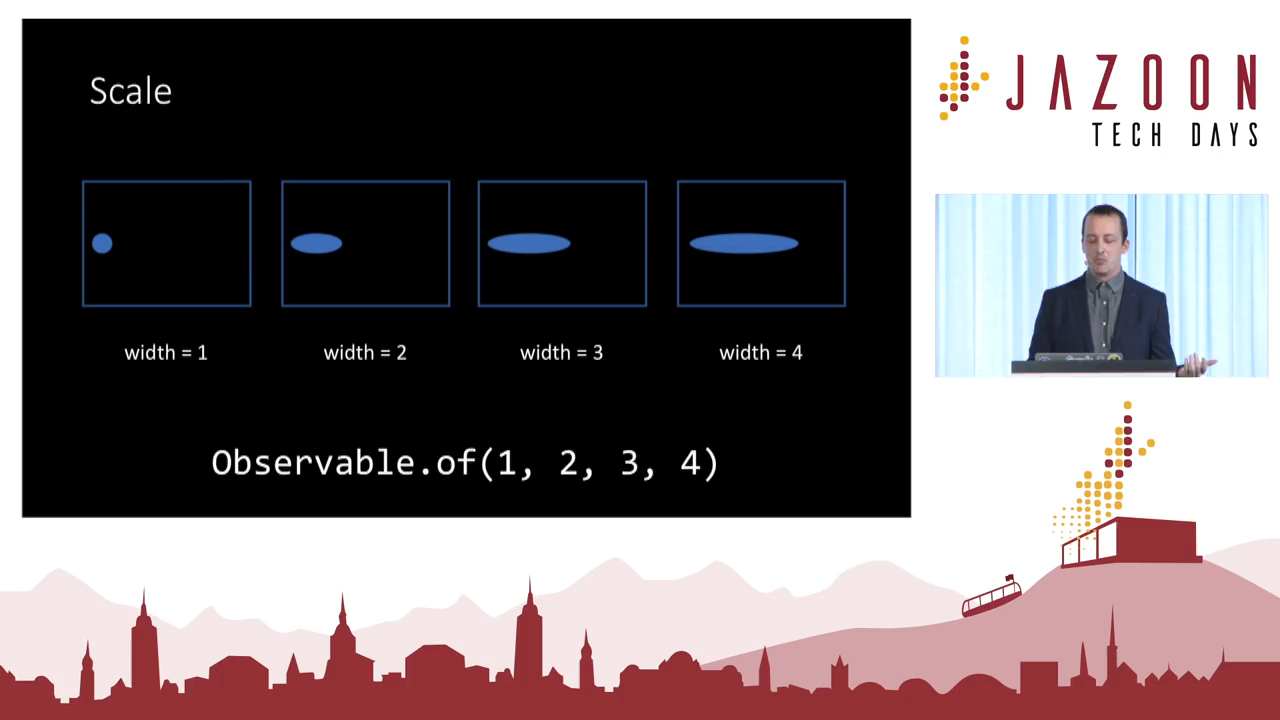 Scale
width = 1
width = 2
width = 3
width = 4
Observable.of(1, 2, 3, 4)
JAZOON
TECH DAYS